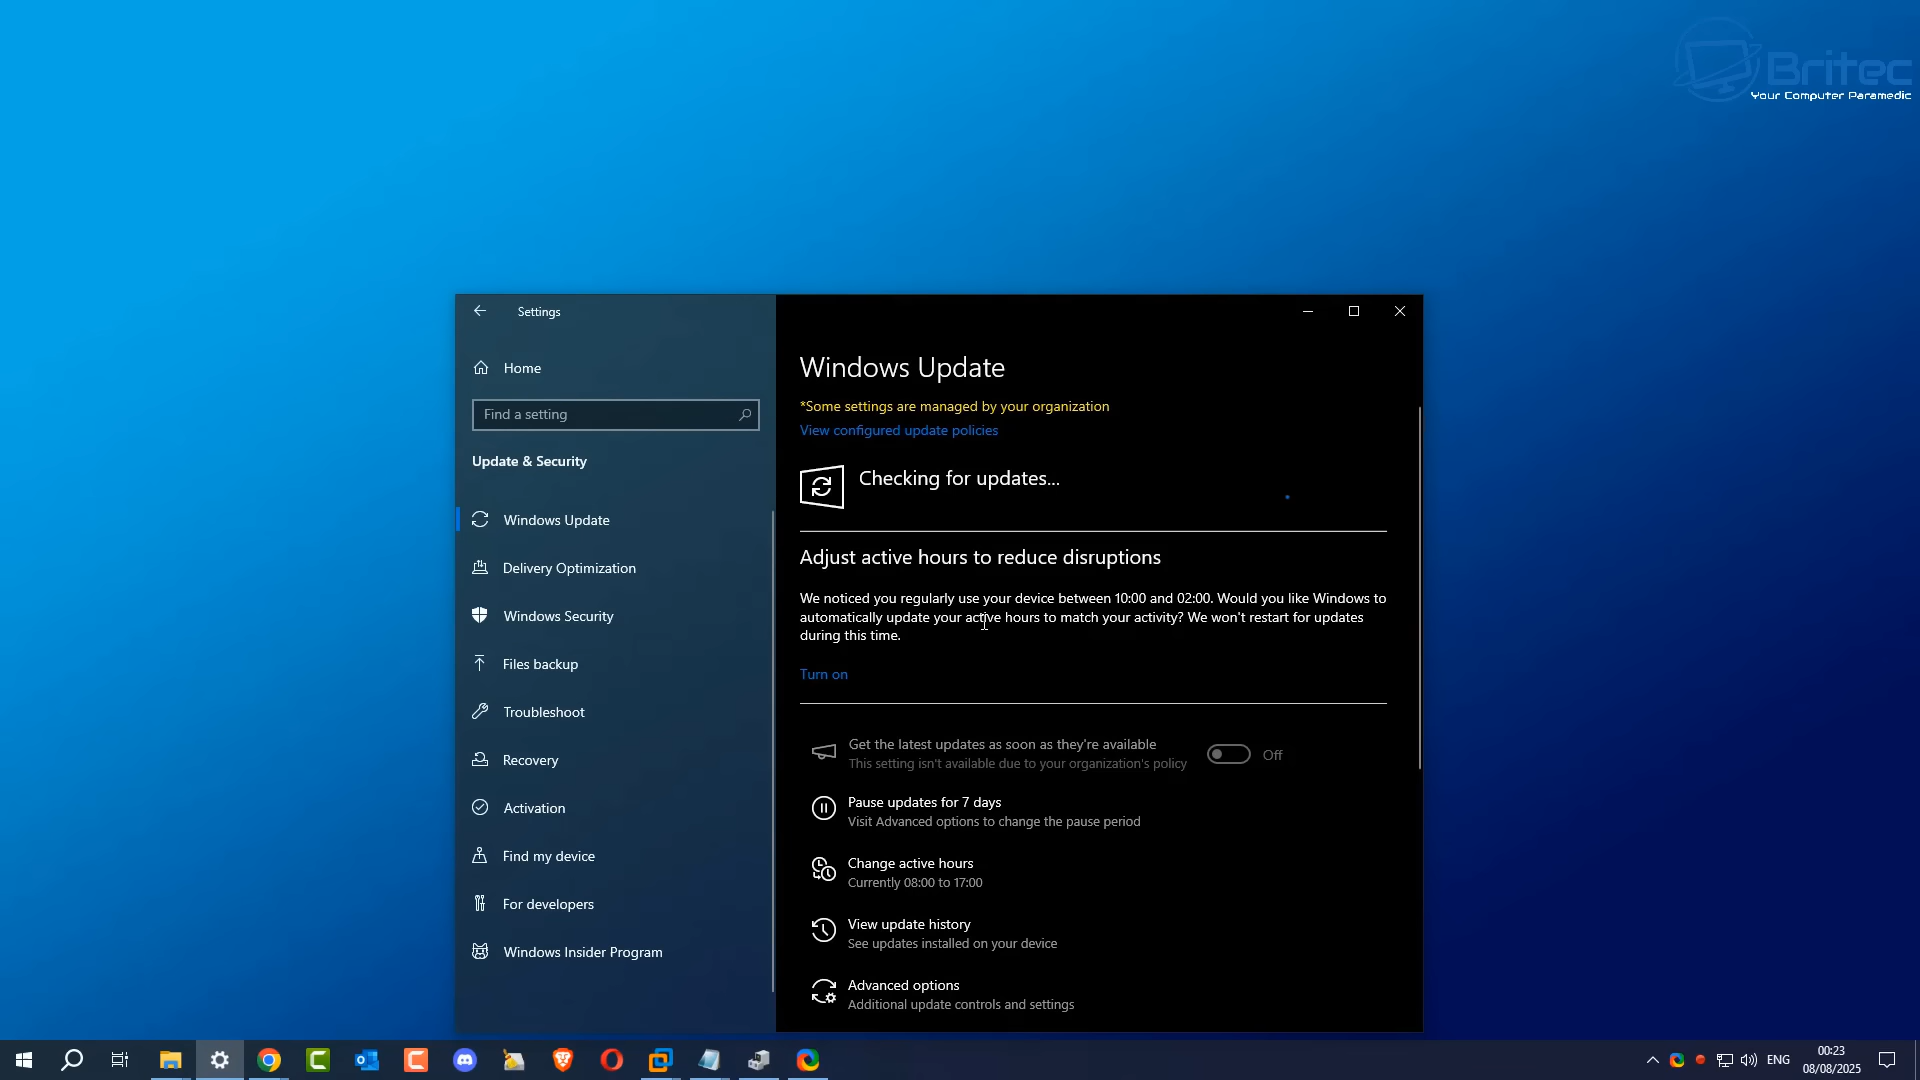 Britec
Your Computer Paramedic
Settings
Home
Find a setting
Update & Security
Windows Update
Delivery Optimization
Windows Security
Files backup
Troubleshoot
Recovery
Activation
Find my device
For developers
Windows Insider Program
Windows Update
*Some settings are managed by your organization
View configured update policies
Checking for updates...
Adjust active hours to reduce disruptions
We noticed you regularly use your device between 10:00 and 02:00. Would you like Windows to
automatically update your active hours to match your activity? We won't restart for updates
during this time.
Turn on
Get the latest updates as soon as they're available
This setting isn't available due to your organization's policy
Off
Pause updates for 7 days
Visit Advanced options to change the pause period
Change active hours
Currently 08:00 to 17:00
View update history
See updates installed on your device
Advanced options
Additional update controls and settings
ENG
00:23
08/08/2025